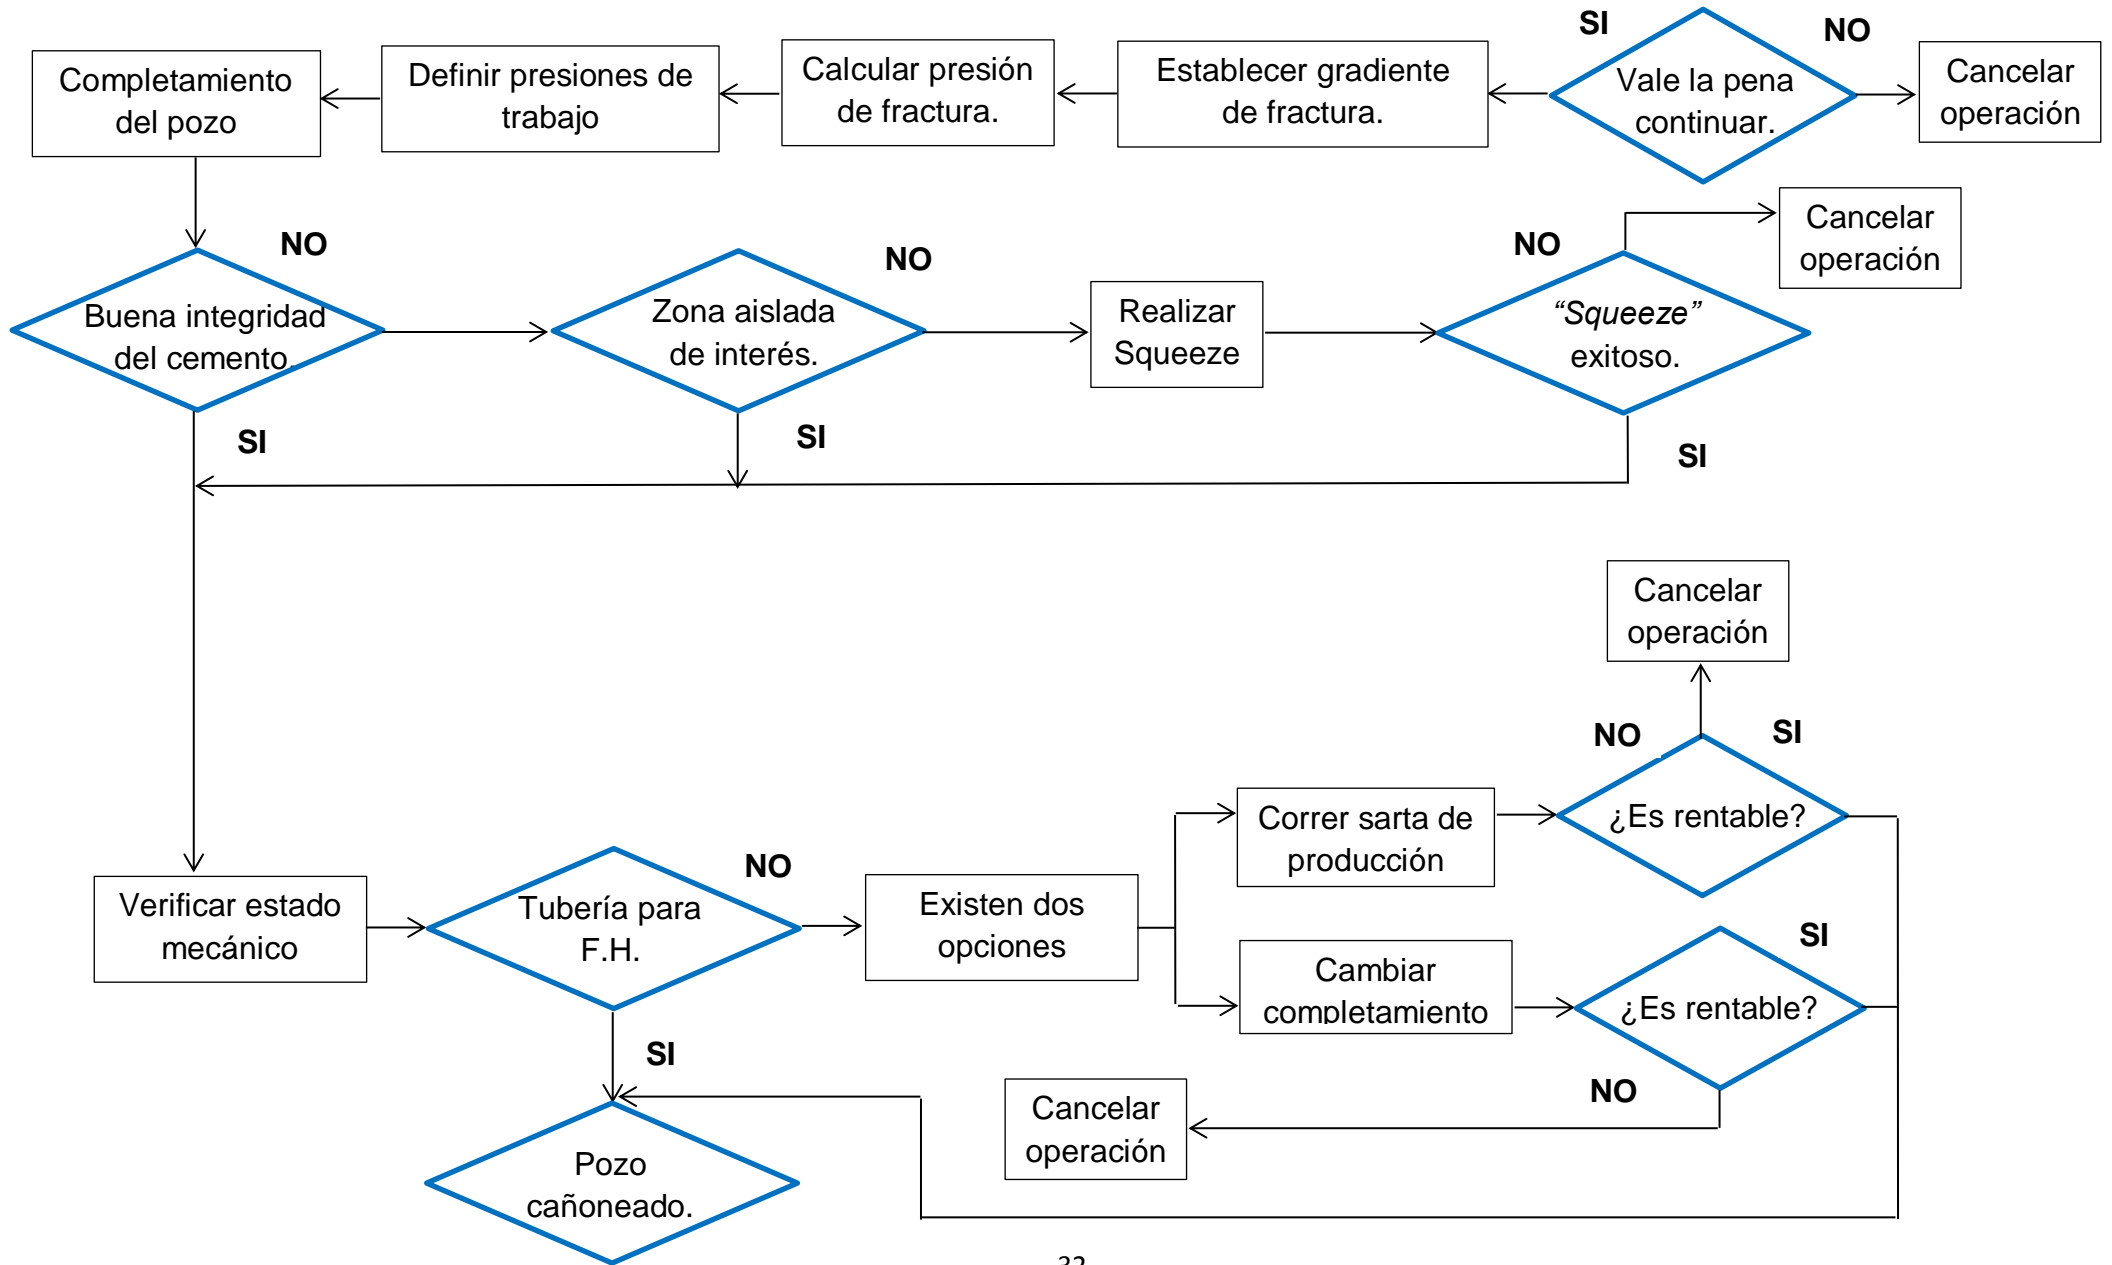 SI
NO
Completamiento
del pozo
Definir presiones de
trabajo
Calcular presión
de fractura.
Establecer gradiente
de fractura.
Vale la pena
continuar.
Cancelar
operación
NO
NO
NO
Cancelar
operación
Buena integridad
del cemento.
Zona aislada
de interés.
Realizar
Squeeze
“Squeeze”
exitoso.
SI
SI
SI
Cancelar
operación
NO
SI
Correr sarta de
producción
¿Es rentable?
Verificar estado
mecánico
Tubería para
F.H.
NO
Existen dos
opciones
Cambiar
completamiento
¿Es rentable?
SI
SI
NO
Cancelar
operación
Pozo
cañoneado.
32